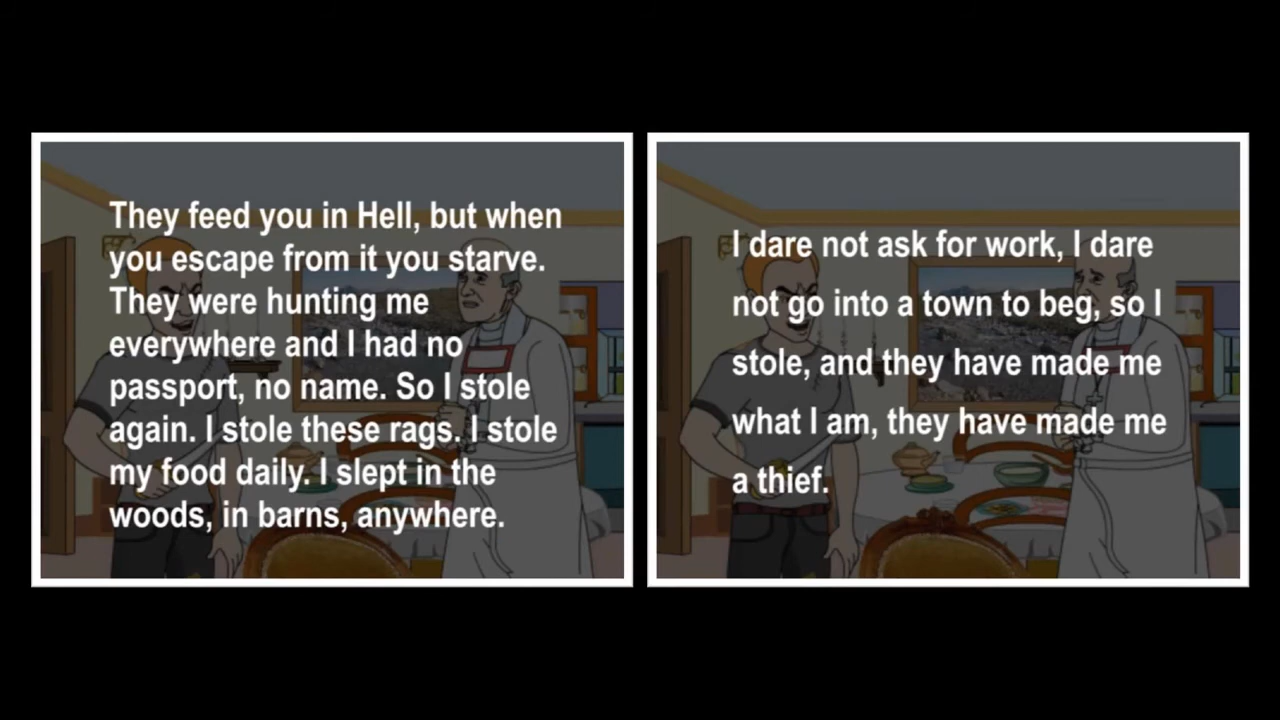 They feed you in Hell, but when
you escape from it you starve.
They were hunting me
everywhere and I had no
passport, no name. So I stole
again. I stole these rags. I stole
my food daily. I slept in the
woods, in barns, anywhere.
I dare not ask for work, I dare
not go into a town to beg, so I
stole, and they have made me
what I am, they have made me
a thief.